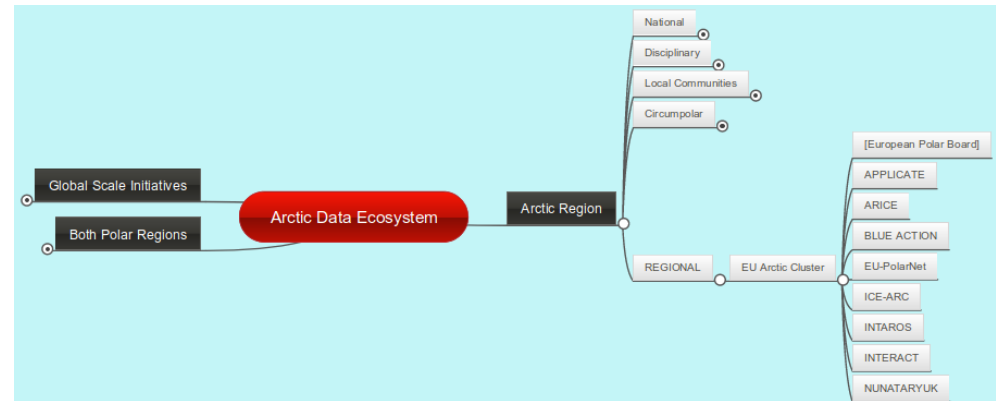 Global Scale Initiatives
Both Polar Regions
Arctic Data Ecosystem
Arctic Region
National
Disciplinary
Local Communities
Circumpolar
REGIONAL
EU Arctic Cluster
[European Polar Board]
APPLICATE
ARICE
BLUE ACTION
EU-PolarNet
ICE-ARC
INTAROS
INTERACT
NUNATARYUK